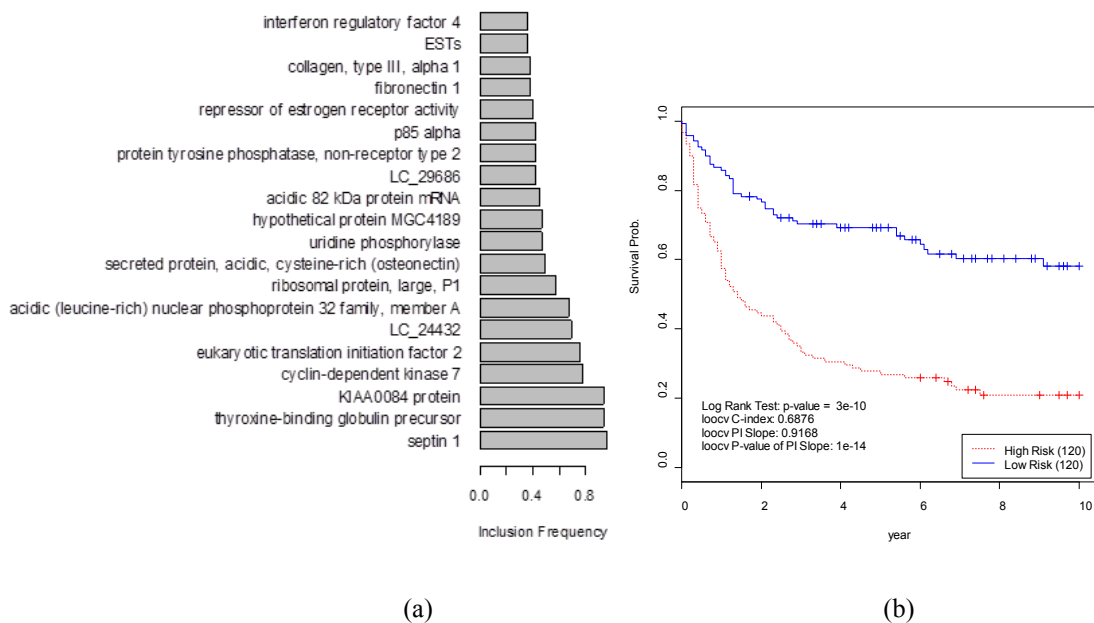 interferon regulatory factor 4
ESTs
collagen, type III, alpha 1
fibronectin 1
repressor of estrogen receptor activity
p85 alpha
protein tyrosine phosphatase, non-receptor type 2
LC_29686
acidic 82 kDa protein mRNA
hypothetical protein MGC4189
uridine phosphorylase
secreted protein, acidic, cysteine-rich (osteonectin)
ribosomal protein, large, P1
acidic (leucine-rich) nuclear phosphoprotein 32 family, member A
LC_24432
eukaryotic translation initiation factor 2
cyclin-dependent kinase 7
KIAA0084 protein
thyroxine-binding globulin precursor
septin 1
0.0 0.4 0.8
Inclusion Frequency
(a)
1.0
0.8
0.6
0.4
0.2
0.0
Survival Prob.
Log Rank Test: p-value = 3e-10
loocv C-index: 0.6876
loocv PI Slope: 0.9168
loocv P-value of PI Slope: 1e-14
High Risk (120)
Low Risk (120)
0 2 4 6 8 10
year
(b)